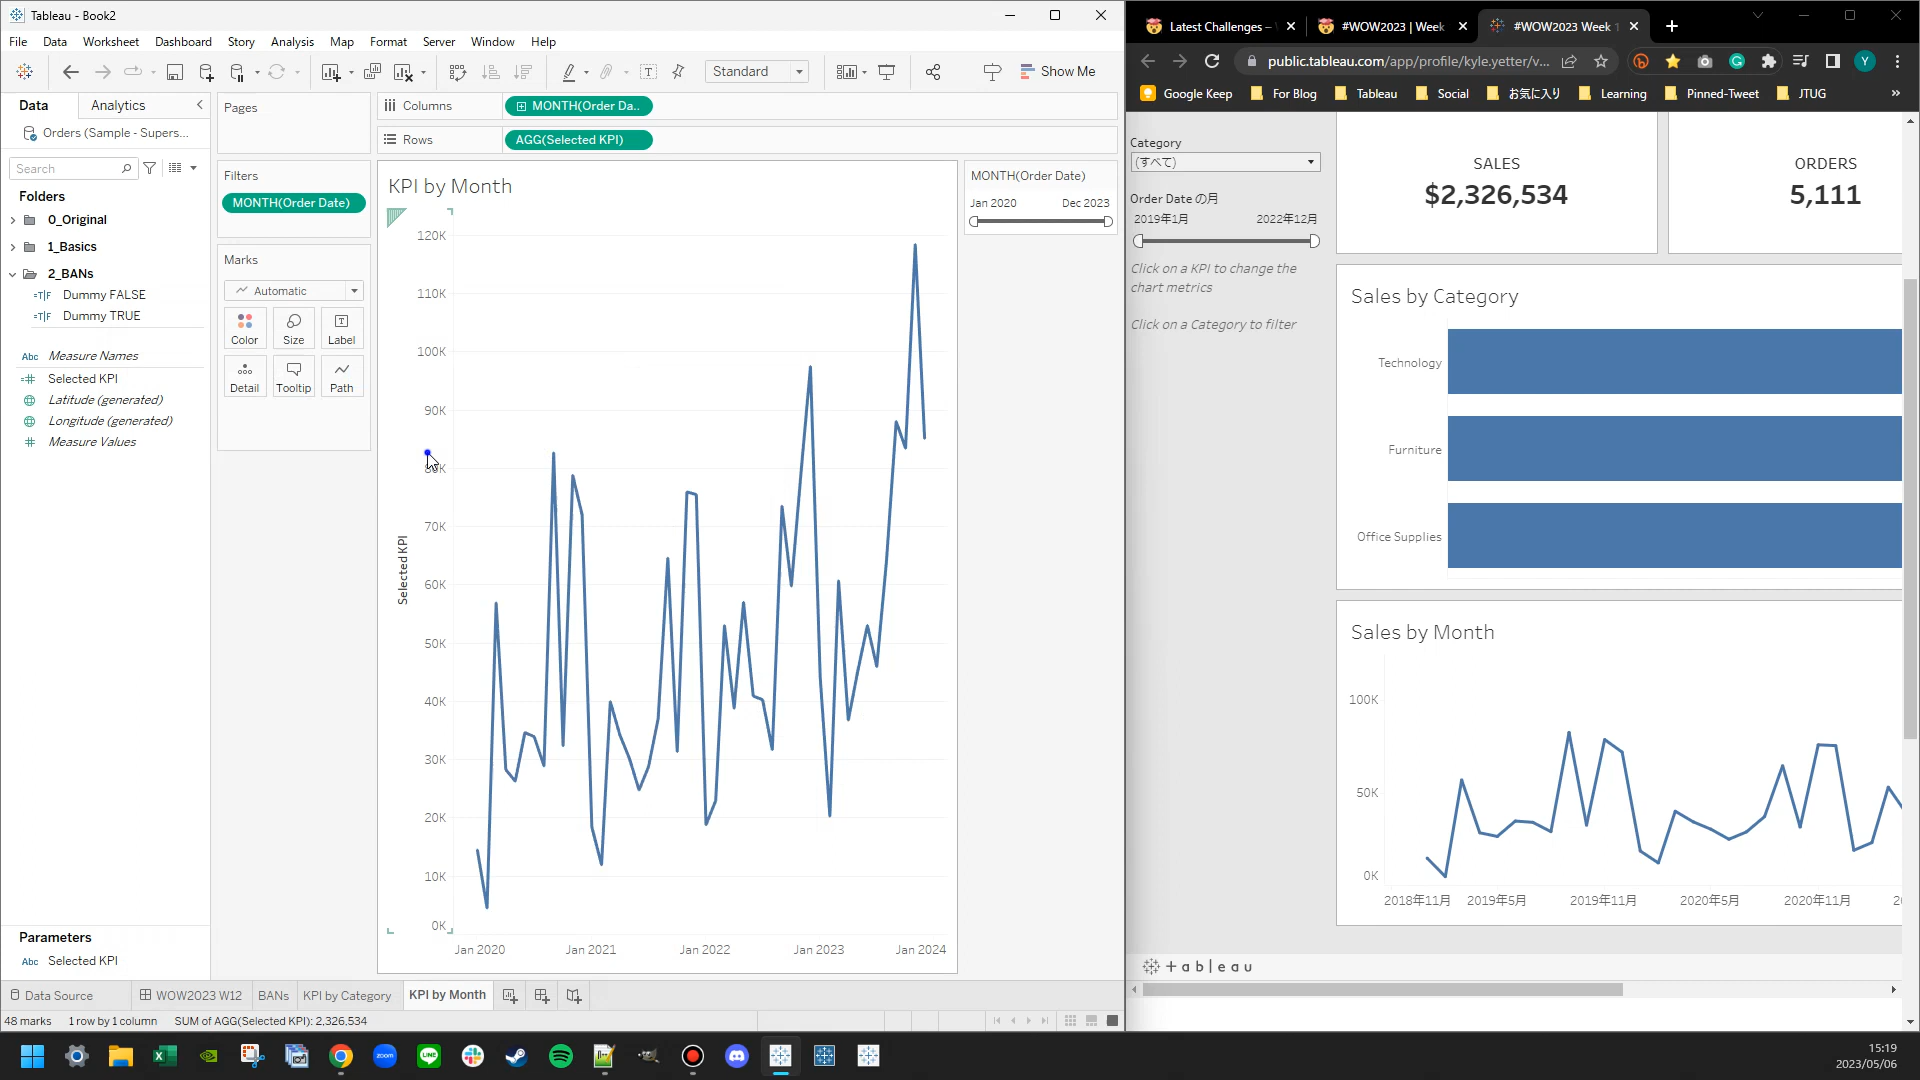 Tableau - Book2
File Data Worksheet Dashboard Story Analysis Map Format Server Window Help
Standard
Show Me
Data Analytics
Orders (Sample - Supers...
Search
Folders
0_Original
1_Basics
2_BANs
=T|F Dummy FALSE
=T|F Dummy TRUE
Abc Measure Names
=# Selected KPI
Latitude (generated)
Longitude (generated)
# Measure Values
Parameters
Abc Selected KPI
Pages
Filters
MONTH(Order Date)
Marks
Automatic
Color Size Label
Detail Tooltip Path
Columns MONTH(Order Da..
Rows AGG(Selected KPI)
KPI by Month
120K
110K
100K
90K
80K
70K
60K
50K
40K
30K
20K
10K
0K
Selected KPI
Jan 2020 Jan 2021 Jan 2022 Jan 2023 Jan 2024
MONTH(Order Date)
Jan 2020 Dec 2023
Data Source WOW2023 W12 BANs KPI by Category KPI by Month
48 marks 1 row by 1 column SUM of AGG(Selected KPI): 2,326,534
Latest Challenges – #WOW2023 | Week #WOW2023 Week 1
public.tableau.com/app/profile/kyle.yetter/v...
Y
Google Keep For Blog Tableau Social お気に入り Learning Pinned-Tweet JTUG »
Category
(すべて)
Order Date の月
2019年1月 2022年12月
Click on a KPI to change the
chart metrics
Click on a Category to filter
SALES
$2,326,534
ORDERS
5,111
Sales by Category
Technology
Furniture
Office Supplies
Sales by Month
100K
50K
0K
2018年11月 2019年5月 2019年11月 2020年5月 2020年11月
+ a b | e a u
zoom
LINE
15:19
2023/05/06